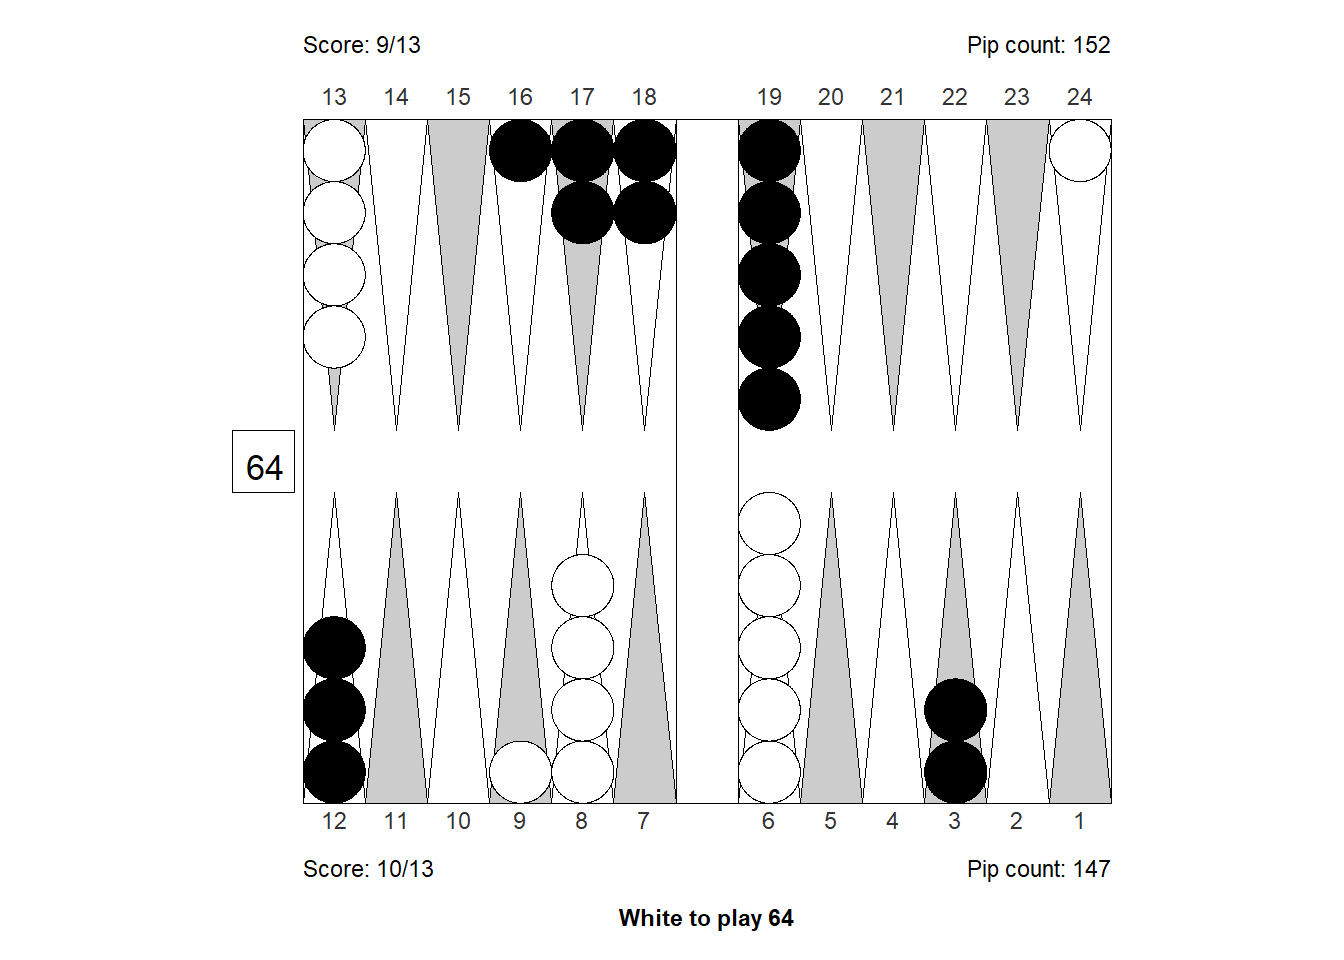 Score: 9/13 Pip count: 152
13 14 15 16 17 18 19 20 21 22 23 24
64
12 11 10 9 8 7 6 5 4 3 2 1
Score: 10/13 Pip count: 147
White to play 64